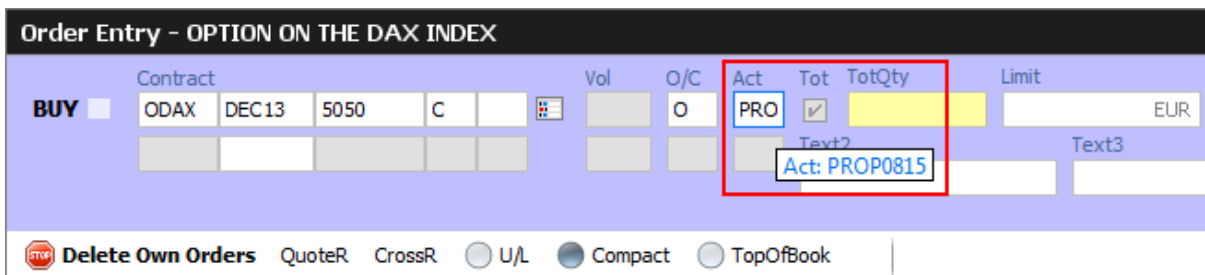 Order Entry - OPTION ON THE DAX INDEX
Contract Vol O/C Act Tot TotQty Limit
BUY ODAX DEC13 5050 C O PRO EUR
Text2 Text3
Act: PROP0815
STOP Delete Own Orders QuoteR CrossR U/L Compact TopOfBook